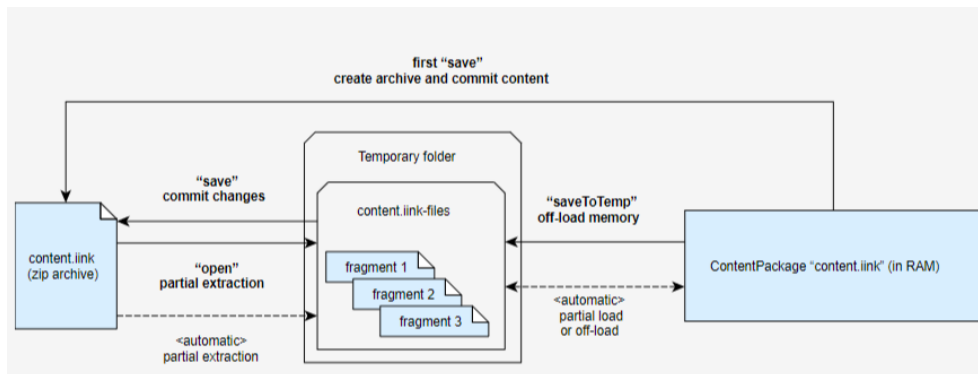 first “save”
create archive and commit content
Temporary folder
“save”
commit changes
content.iink-files
“saveToTemp”
off-load memory
content.iink
(zip archive)
“open”
partial extraction
fragment 1
fragment 2
fragment 3
ContentPackage “content.iink” (in RAM)
<automatic>
partial load
or off-load
<automatic>
partial extraction